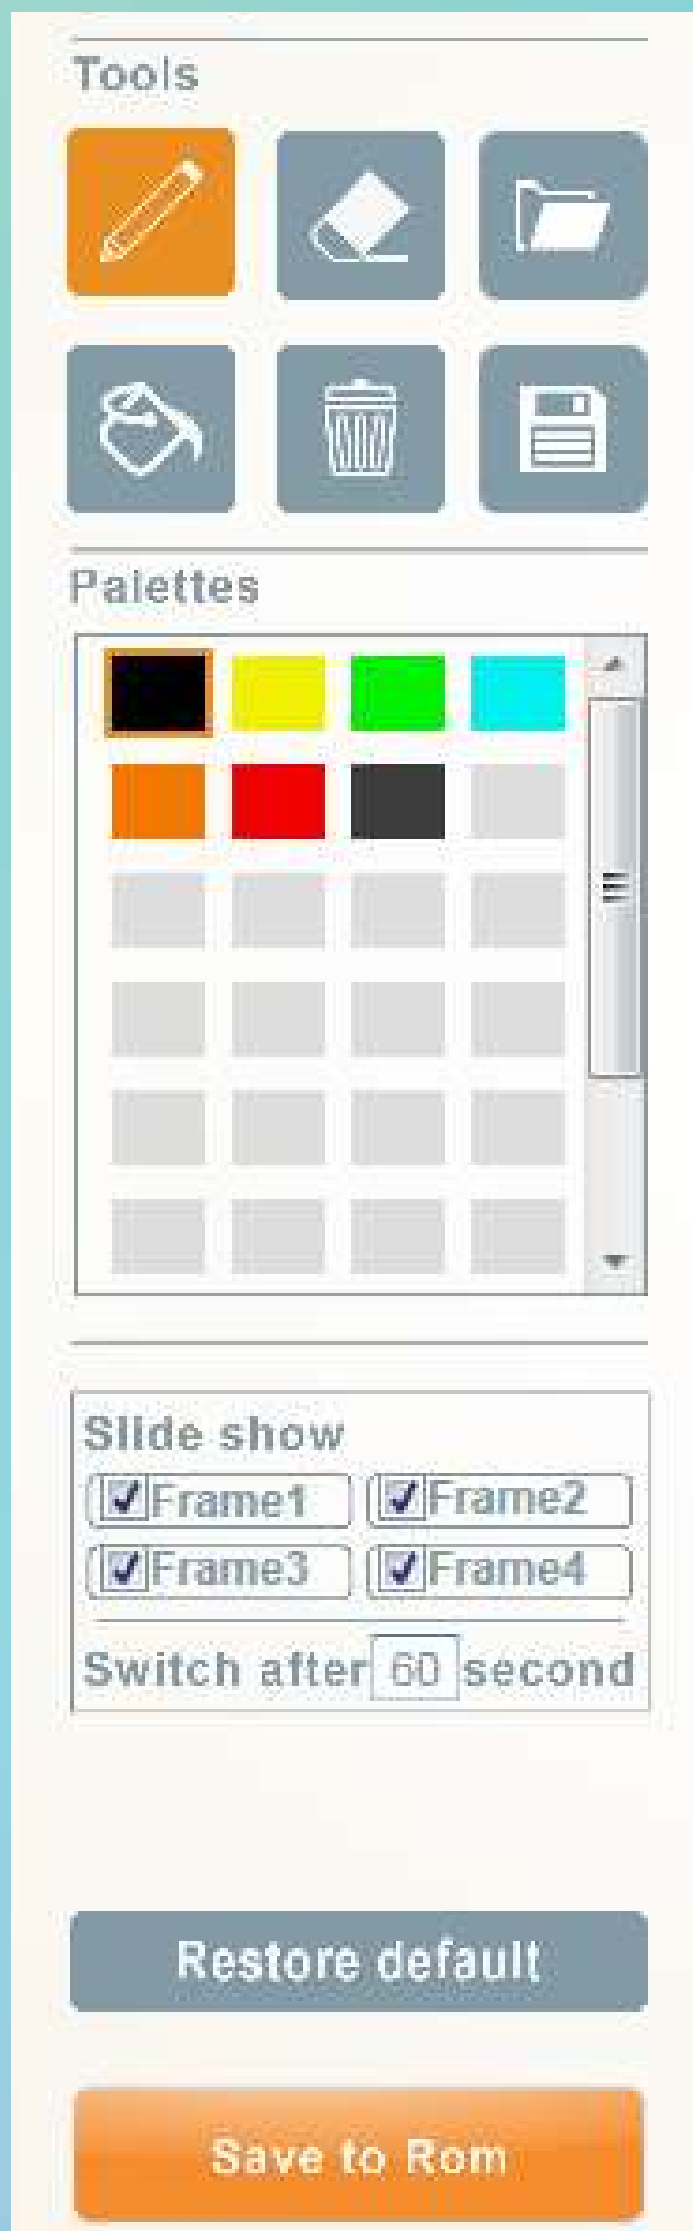 Tools
Palettes
Slide show
Frame1 Frame2
Frame3 Frame4
Switch after 60 second
Restore default
Save to Rom